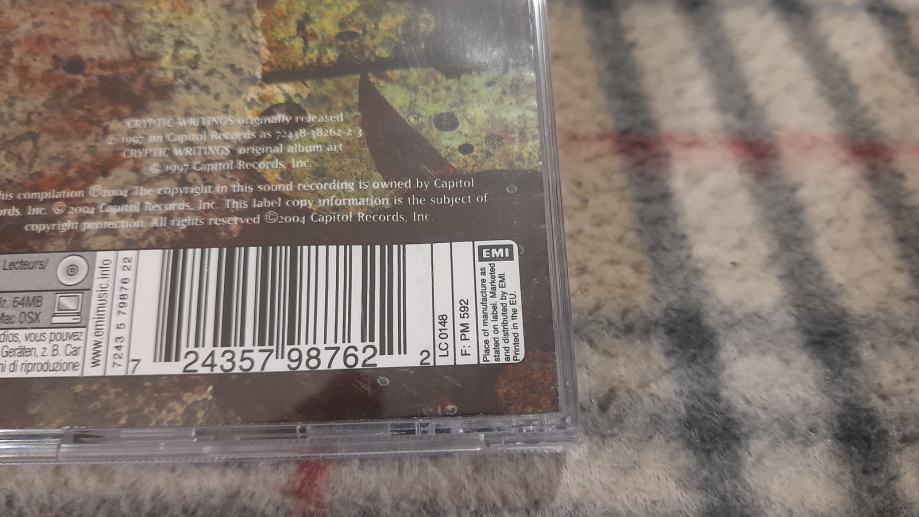 CRYPTIC WRITINGS originally released
℗ 1997 on Capitol Records as 72438-38262-2 3
CRYPTIC WRITINGS original album art
© 1997 Capitol Records, Inc.
his compilation ℗2004 The copyright in this sound recording is owned by Capitol
rds, Inc. © 2004 Capitol Records, Inc. This label copy information is the subject of
copyright protection. All rights reserved ©2004 Capitol Records, Inc.
Lecteurs/
z, 64MB
Mac OSX
dios, vous pouvez
Geräten, z. B. Car
ni di riproduzione
www.emimusic.info
7243 5 79876 22
7 24357 98762 2
LC 0148
F: PM 592
EMI
Place of manufacture as
stated on label. Marketed
and distributed by EMI.
Printed in the EU.